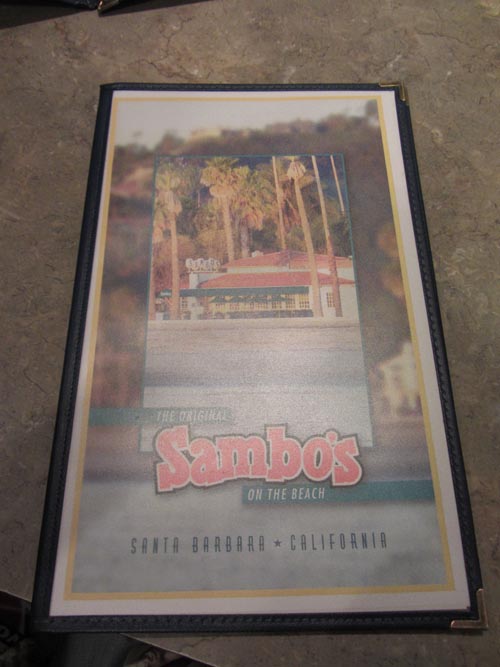 THE ORIGINAL
Sambo's
ON THE BEACH
SANTA BARBARA ★ CALIFORNIA